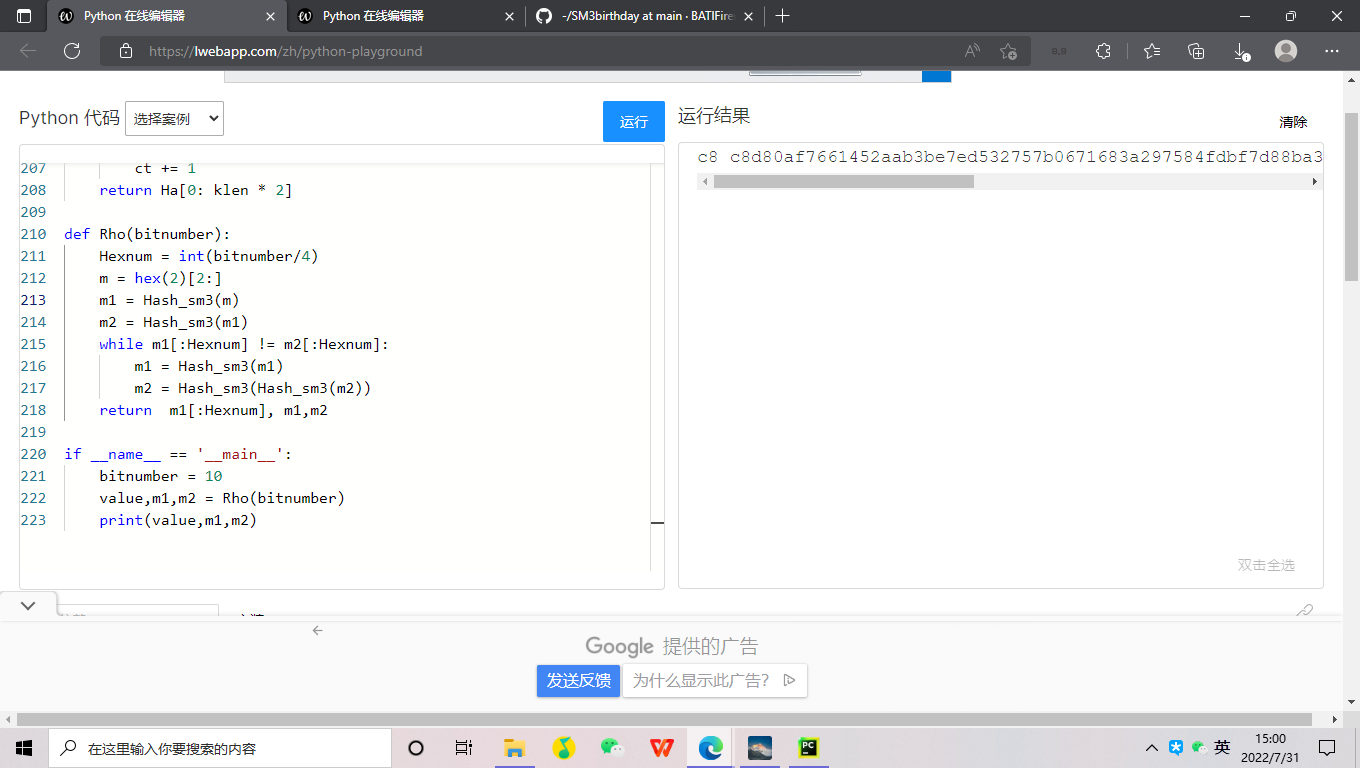 Python 在线编辑器
Python 在线编辑器
-/SM3birthday at main · BATIFire
https://lwebapp.com/zh/python-playground
Python 代码
选择案例
运行
运行结果
清除
207 ct += 1
208 return Ha[0: klen * 2]
209
210 def Rho(bitnumber):
211 Hexnum = int(bitnumber/4)
212 m = hex(2)[2:]
213 m1 = Hash_sm3(m)
214 m2 = Hash_sm3(m1)
215 while m1[:Hexnum] != m2[:Hexnum]:
216 m1 = Hash_sm3(m1)
217 m2 = Hash_sm3(Hash_sm3(m2))
218 return  m1[:Hexnum], m1,m2
219
220 if __name__ == '__main__':
221 bitnumber = 10
222 value,m1,m2 = Rho(bitnumber)
223 print(value,m1,m2)
c8 c8d80af7661452aab3be7ed532757b0671683a297584fdbf7d88ba3
双击全选
Google 提供的广告
发送反馈
为什么显示此广告?
在这里输入你要搜索的内容
PC
英
15:00
2022/7/31